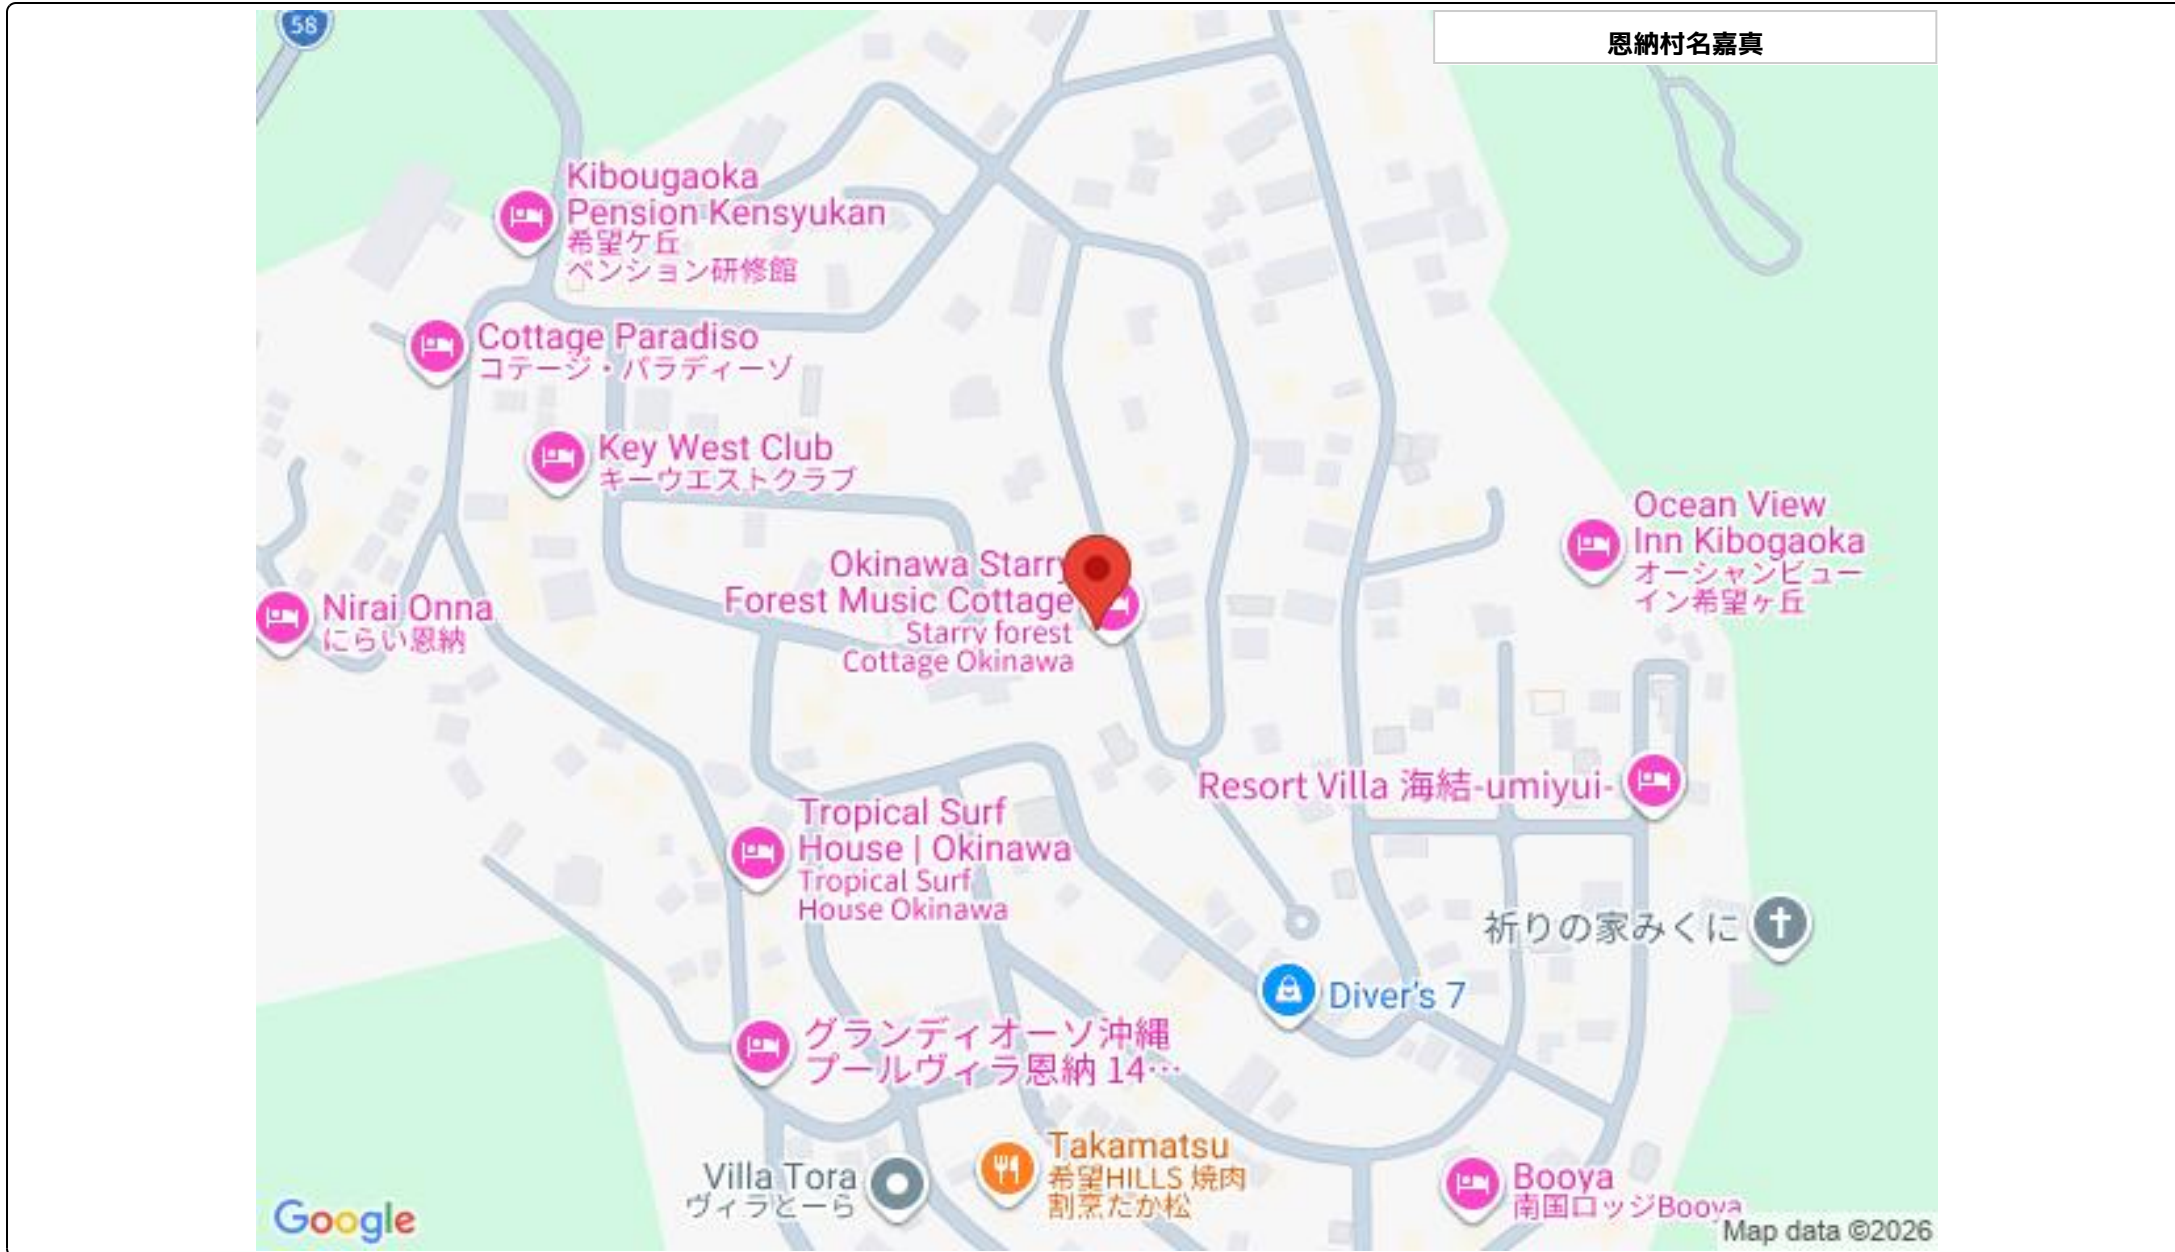 58
恩納村名嘉真
Kibougaoka
Pension Kensyukan
希望ケ丘
ペンション研修館
Cottage Paradiso
コテージ・パラディーゾ
Key West Club
キーウエストクラブ
Ocean View
Inn Kibogaoka
オーシャンビュー
イン希望ヶ丘
Okinawa Starry
Forest Music Cottage
Starry forest
Cottage Okinawa
Nirai Onna
にらい恩納
Resort Villa 海結-umiyui-
Tropical Surf
House | Okinawa
Tropical Surf
House Okinawa
祈りの家みくに
Diver's 7
グランディオーソ沖縄
プールヴィラ恩納 14…
Takamatsu
希望HILLS 焼肉
割烹たか松
Villa Tora
ヴィラとーら
Booya
南国ロッジBooya
Google
Map data ©2026